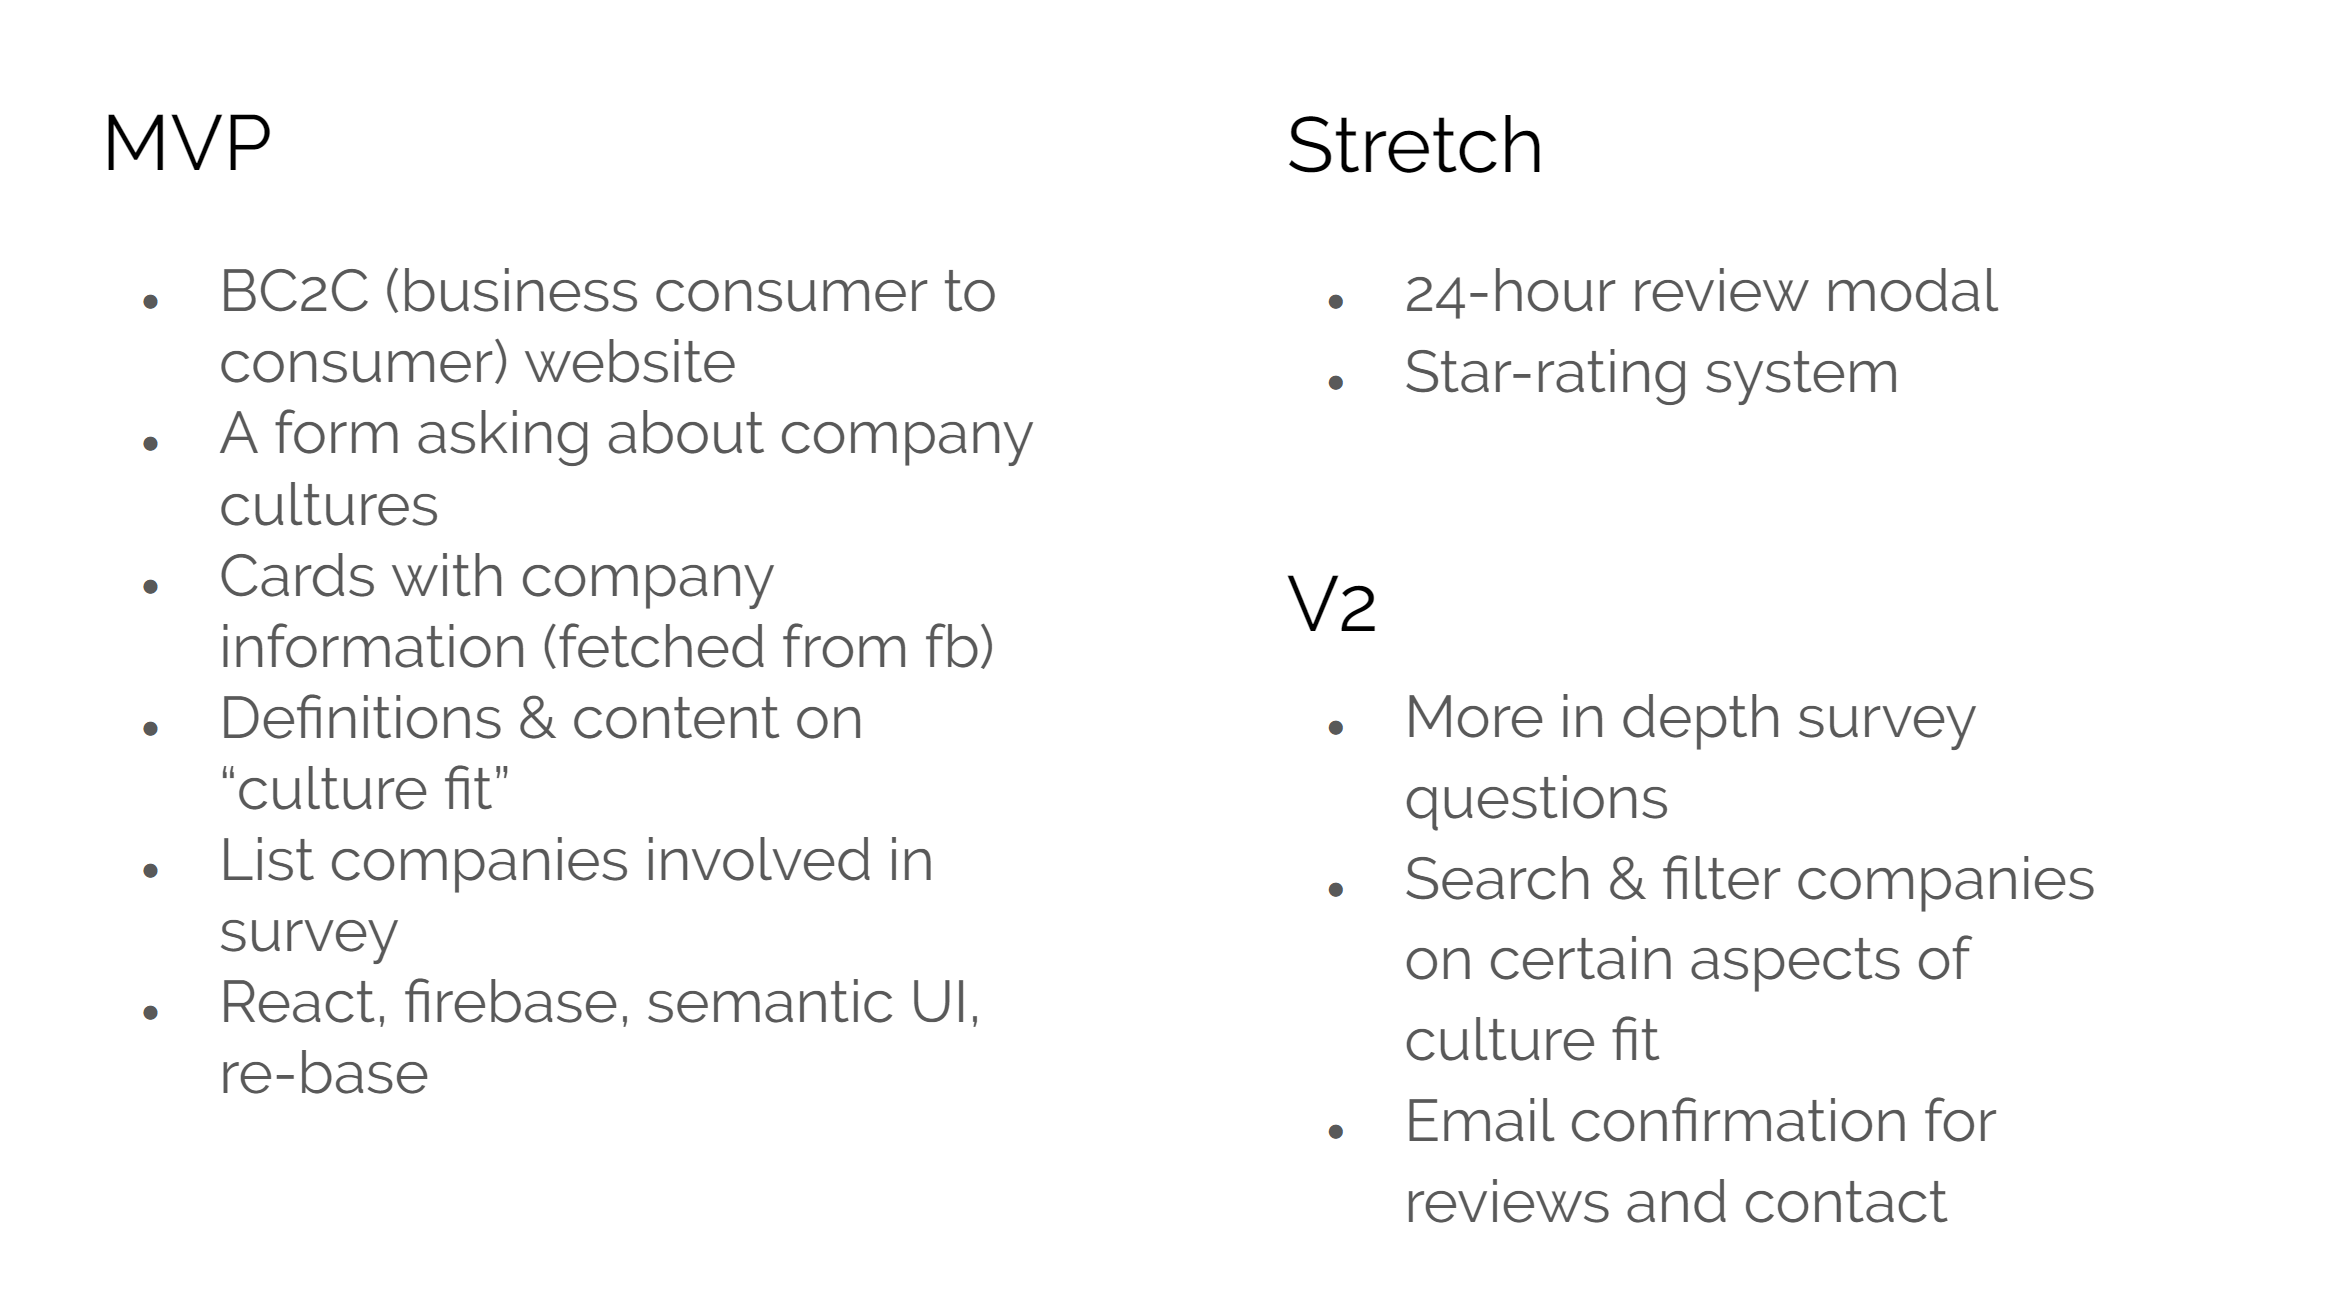 MVP
• BC2C (business consumer to
consumer) website
• A form asking about company
cultures
• Cards with company
information (fetched from fb)
• Definitions & content on
“culture fit”
• List companies involved in
survey
• React, firebase, semantic UI,
re-base
Stretch
• 24-hour review modal
• Star-rating system
V2
• More in depth survey
questions
• Search & filter companies
on certain aspects of
culture fit
• Email confirmation for
reviews and contact